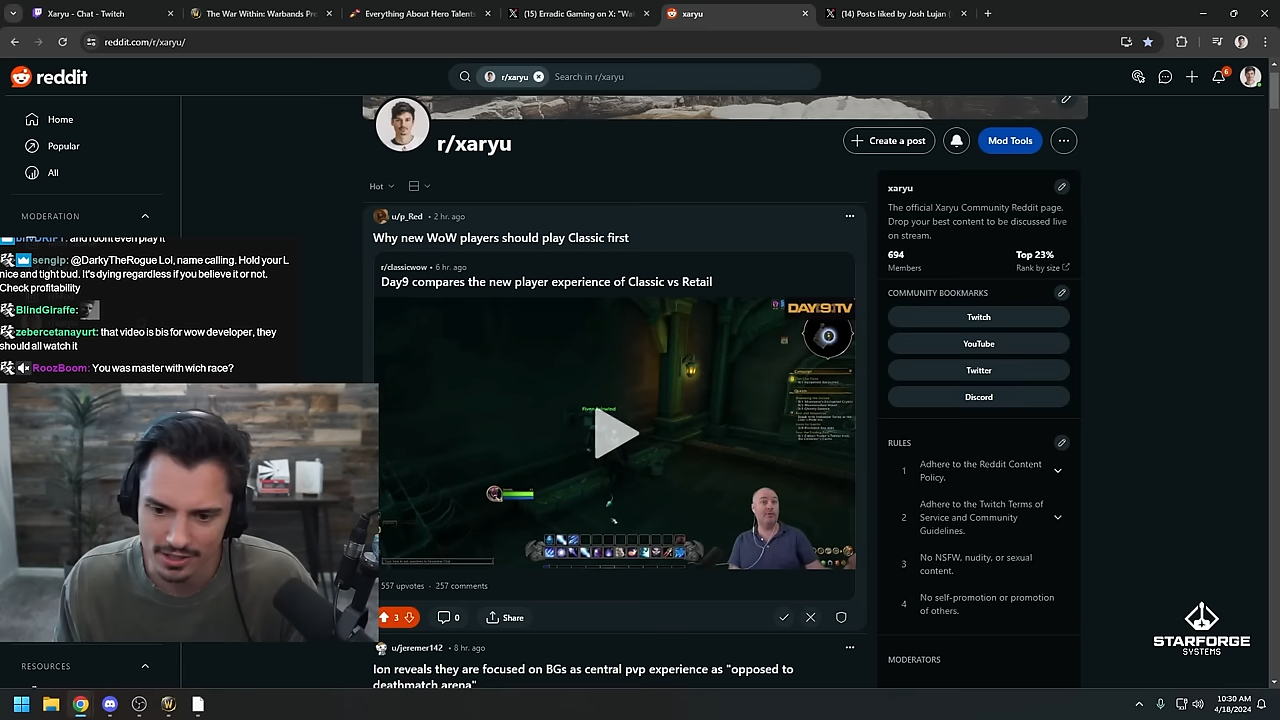 Xaryu - Chat - Twitch
The War Within: Warbands Pre
Everything About Hero Talents
(15) Erradic Gaming on X: "Wat
xaryu
(14) Posts liked by Josh Lujan (
reddit.com/r/xaryu/
reddit
r/xaryu
Search in r/xaryu
6
Home
Popular
All
MODERATION
r/xaryu
Create a post
Mod Tools
Hot
u/p_Red • 2 hr. ago
Why new WoW players should play Classic first
r/classicwow • 6 hr. ago
Day9 compares the new player experience of Classic vs Retail
DAY9TV
557 upvotes · 257 comments
3
0
Share
u/jeremer142 • 8 hr. ago
Ion reveals they are focused on BGs as central pvp experience as "opposed to
deathmatch arena"
xaryu
The official Xaryu Community Reddit page.
Drop your best content to be discussed live
on stream.
694
Members
Top 23%
Rank by size
COMMUNITY BOOKMARKS
Twitch
YouTube
Twitter
Discord
RULES
1
Adhere to the Reddit Content
Policy.
2
Adhere to the Twitch Terms of
Service and Community
Guidelines.
3
No NSFW, nudity, or sexual
content.
4
No self-promotion or promotion
of others.
MODERATORS
sengip: @DarkyTheRogue Lol, name calling. Hold your L
nice and tight bud. It's dying regardless if you believe it or not.
Check profitability
BlindGiraffe:
zebercetanayurt: that video is bis for wow developer, they
should all watch it
RoozBoom: You was master with wich race?
RESOURCES
STARFORGE
SYSTEMS
10:30 AM
4/18/2024